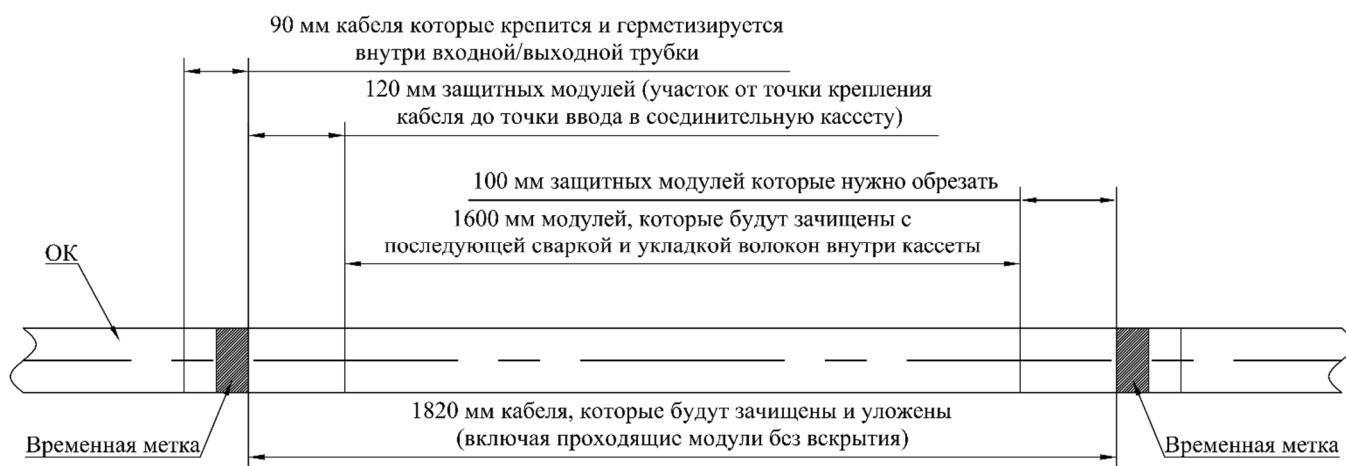 90 мм кабеля которые крепится и герметизируется
внутри входной/выходной трубки
120 мм защитных модулей (участок от точки крепления
кабеля до точки ввода в соединительную кассету)
100 мм защитных модулей которые нужно обрезать
1600 мм модулей, которые будут зачищены с
последующей сваркой и укладкой волокон внутри кассеты
ОК
1820 мм кабеля, которые будут зачищены и уложены
(включая проходящие модули без вскрытия)
Временная метка
Временная метка